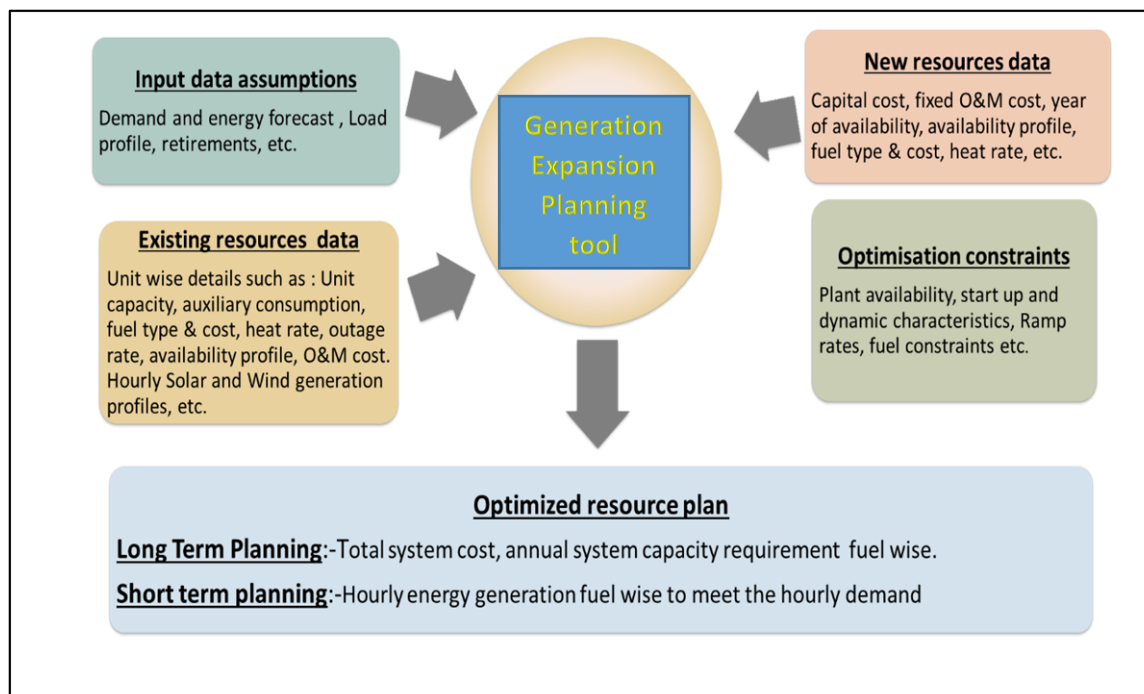 Input data assumptions
Demand and energy forecast , Load
profile, retirements, etc.
Existing resources data
Unit wise details such as : Unit
capacity, auxiliary consumption,
fuel type & cost, heat rate, outage
rate, availability profile, O&M cost.
Hourly Solar and Wind generation
profiles, etc.
Generation
Expansion
Planning
tool
New resources data
Capital cost, fixed O&M cost, year
of availability, availability profile,
fuel type & cost, heat rate, etc.
Optimisation constraints
Plant availability, start up and
dynamic characteristics, Ramp
rates, fuel constraints etc.
Optimized resource plan
Long Term Planning:-Total system cost, annual system capacity requirement fuel wise.
Short term planning:-Hourly energy generation fuel wise to meet the hourly demand